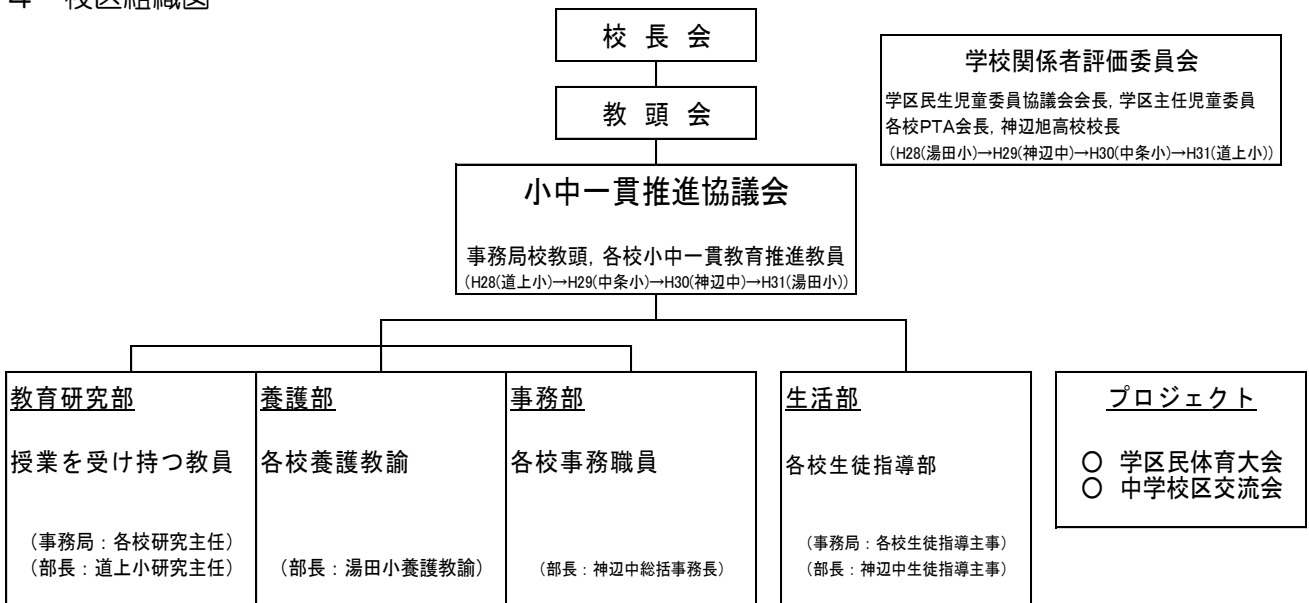 4 校区組織図
校 長 会
教 頭 会
小中一貫推進協議会
事務局校教頭, 各校小中一貫教育推進教員
（H28(道上小)→H29(中条小)→H30(神辺中)→H31(湯田小)）
学校関係者評価委員会
学区民生児童委員協議会会長, 学区主任児童委員
各校PTA会長, 神辺旭高校校長
（H28(湯田小)→H29(神辺中)→H30(中条小)→H31(道上小)）
教育研究部
授業を受け持つ教員
（事務局：各校研究主任）
（部長：道上小研究主任）
養護部
各校養護教諭
（部長：湯田小養護教諭）
事務部
各校事務職員
（部長：神辺中総括事務長）
生活部
各校生徒指導部
（事務局：各校生徒指導主事）
（部長：神辺中生徒指導主事）
プロジェクト
○ 学区民体育大会
○ 中学校区交流会